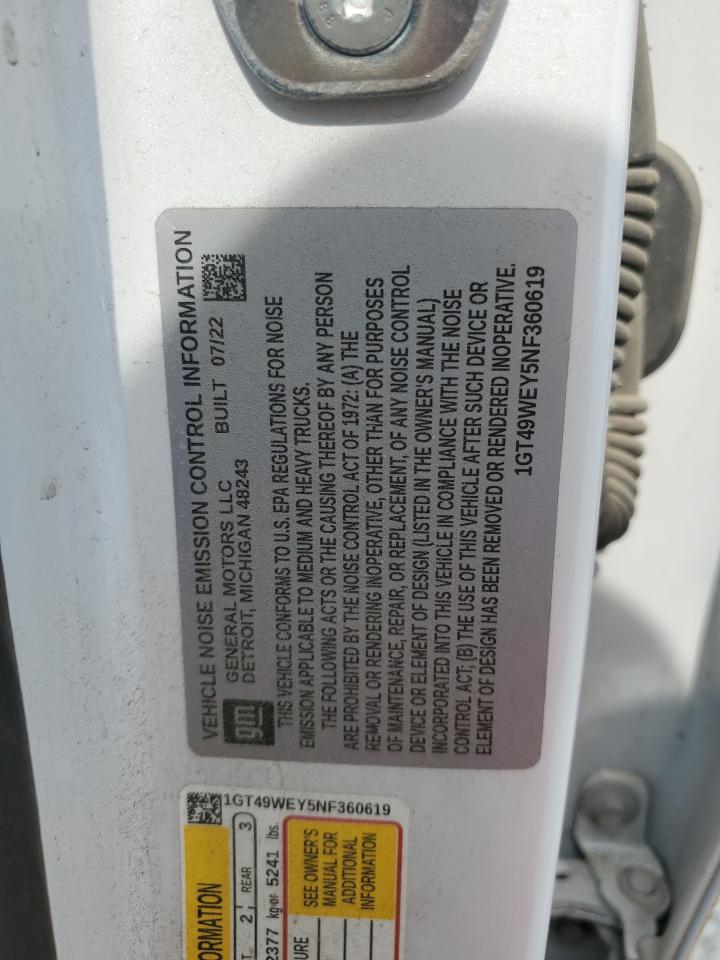 VEHICLE NOISE EMISSION CONTROL INFORMATION
gm
GENERAL MOTORS LLC
DETROIT, MICHIGAN 48243
BUILT 07/22
THIS VEHICLE CONFORMS TO U.S. EPA REGULATIONS FOR NOISE
EMISSION APPLICABLE TO MEDIUM AND HEAVY TRUCKS.
THE FOLLOWING ACTS OR THE CAUSING THEREOF BY ANY PERSON
ARE PROHIBITED BY THE NOISE CONTROL ACT OF 1972: (A) THE
REMOVAL OR RENDERING INOPERATIVE, OTHER THAN FOR PURPOSES
OF MAINTENANCE, REPAIR, OR REPLACEMENT, OF ANY NOISE CONTROL
DEVICE OR ELEMENT OF DESIGN (LISTED IN THE OWNER'S MANUAL)
INCORPORATED INTO THIS VEHICLE IN COMPLIANCE WITH THE NOISE
CONTROL ACT; (B) THE USE OF THIS VEHICLE AFTER SUCH DEVICE OR
ELEMENT OF DESIGN HAS BEEN REMOVED OR RENDERED INOPERATIVE.
1GT49WEY5NF360619
1GT49WEY5NF360619
ORMATION
T 2 REAR 3
2377 kg or 5241 lbs.
URE
SEE OWNER'S
MANUAL FOR
ADDITIONAL
INFORMATION